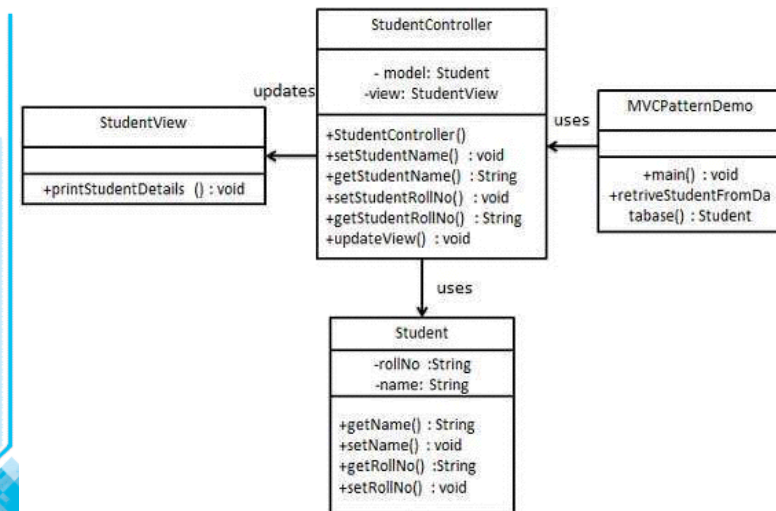 StudentController
- model: Student
-view: StudentView
+StudentController()
+setStudentName() : void
+getStudentName() : String
+setStudentRollNo() : void
+getStudentRollNo() : String
+updateView() : void
updates
StudentView
+printStudentDetails () : void
uses
MVCPatternDemo
+main() : void
+retriveStudentFromDa
tabase() : Student
uses
Student
-rollNo :String
-name: String
+getName() : String
+setName() : void
+getRollNo() :String
+setRollNo() : void